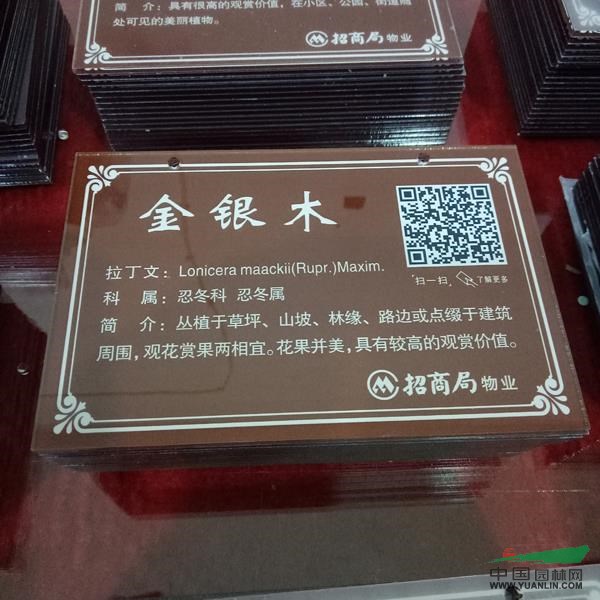 简 介：具有很高的观赏价值，在小区、公园、街道随
处可见的美丽植物。
招商局物业
金银木
拉丁文：Lonicera maackii(Rupr.)Maxim.
科 属：忍冬科 忍冬属
扫一扫 了解更多
简 介：丛植于草坪、山坡、林缘、路边或点缀于建筑
周围，观花赏果两相宜。花果并美，具有较高的观赏价值。
招商局物业
中国园林网
WWW.YUANLIN.COM